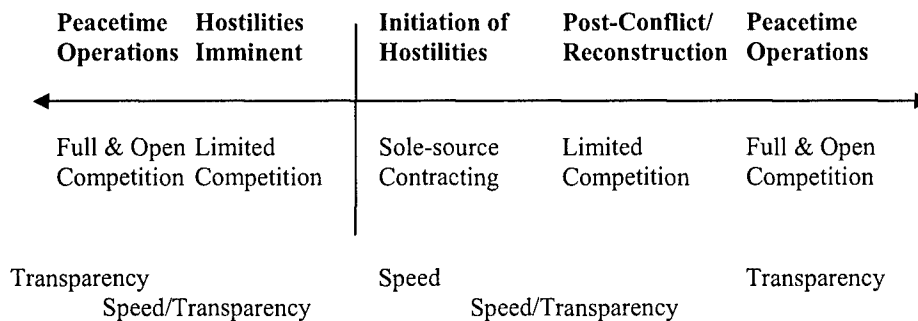 Peacetime Hostilities Initiation of Post-Conflict/ Peacetime
Operations Imminent Hostilities Reconstruction Operations
Full & Open Limited Sole-source Limited Full & Open
Competition Competition Contracting Competition Competition
Transparency Speed Transparency
Speed/Transparency Speed/Transparency